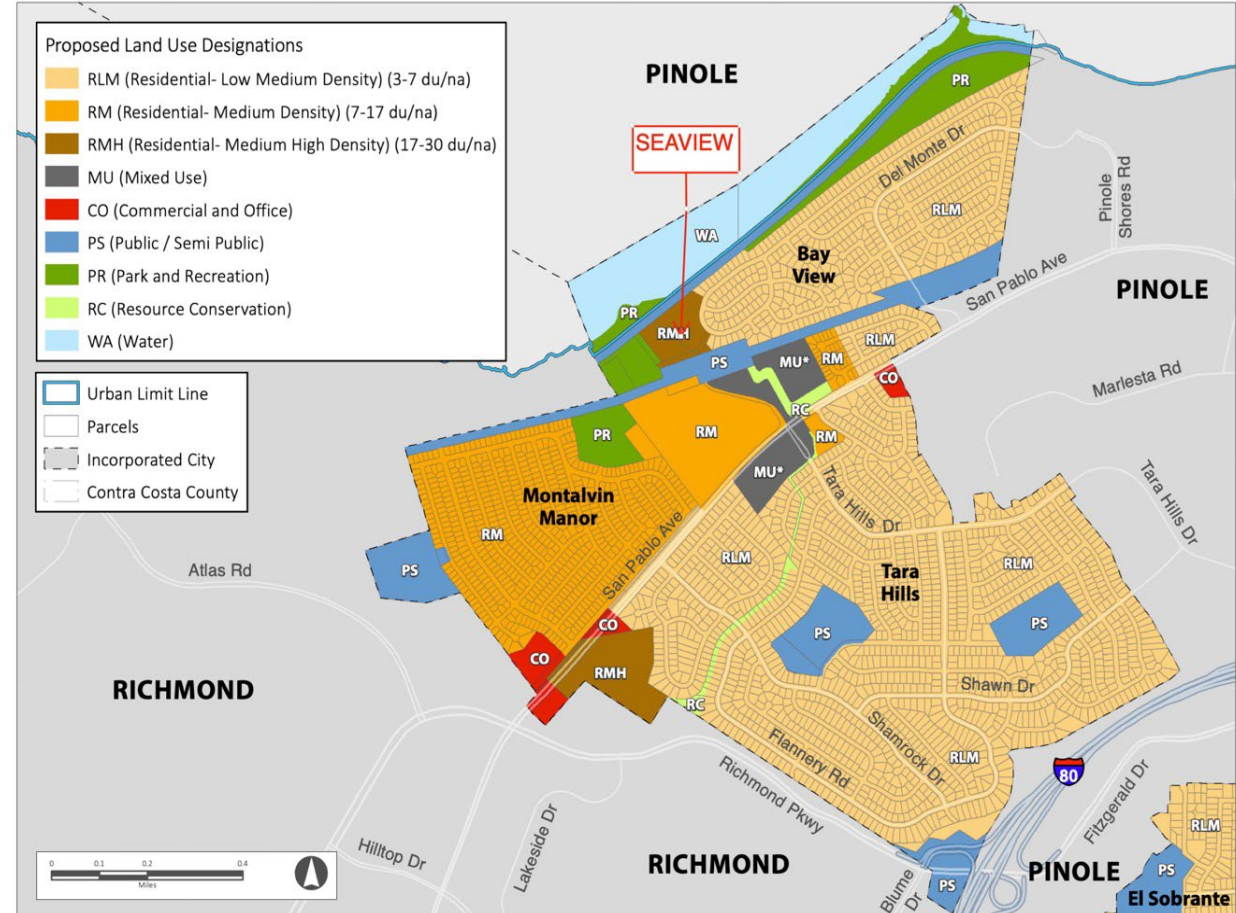 Proposed Land Use Designations
RLM (Residential- Low Medium Density) (3-7 du/na)
RM (Residential- Medium Density) (7-17 du/na)
RMH (Residential- Medium High Density) (17-30 du/na)
MU (Mixed Use)
CO (Commercial and Office)
PS (Public / Semi Public)
PR (Park and Recreation)
RC (Resource Conservation)
WA (Water)
Urban Limit Line
Parcels
Incorporated City
Contra Costa County
PINOLE
SEAVIEW
PR
Del Monte Dr
RLM
Pinole
Shores Rd
WA
Bay
View
San Pablo Ave
PINOLE
PR
RMH
PS
MU*
RM
RLM
CO
Marlesta Rd
RC
PR
RM
RM
MU*
Tara Hills Dr
Tara Hills Dr
Montalvin
Manor
RM
San Pablo Ave
RLM
RLM
Atlas Rd
PS
Tara
Hills
PS
PS
CO
CO
RMH
RICHMOND
Shawn Dr
RC
Flannery Rd
Shamrock Dr
RLM
80
Richmond Pkwy
Fitzgerald Dr
Lakeside Dr
Hilltop Dr
RICHMOND
Blume
Dr
PS
PINOLE
RLM
PS
El Sobrante
0 0.1 0.2 0.4
Miles